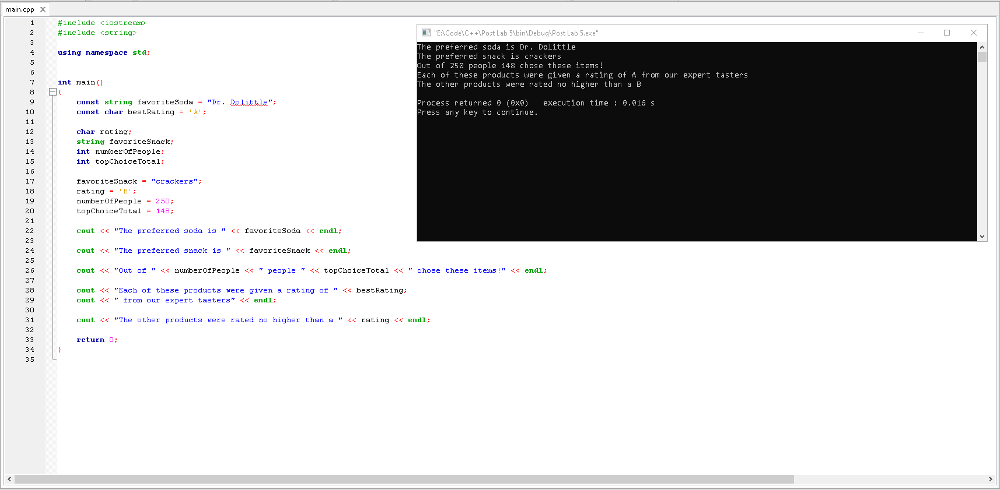 main.cpp
1 #include <iostream>
2 #include <string>
3
4 using namespace std;
5
6
7 int main()
8 {
9 const string favoriteSoda = "Dr. Dolittle";
10 const char bestRating = 'A';
11
12 char rating;
13 string favoriteSnack;
14 int numberOfPeople;
15 int topChoiceTotal;
16
17 favoriteSnack = "crackers";
18 rating = 'B';
19 numberOfPeople = 250;
20 topChoiceTotal = 148;
21
22 cout << "The preferred soda is " << favoriteSoda << endl;
23
24 cout << "The preferred snack is " << favoriteSnack << endl;
25
26 cout << "Out of " << numberOfPeople << " people " << topChoiceTotal << " chose these items!" << endl;
27
28 cout << "Each of these products were given a rating of " << bestRating;
29 cout << " from our expert tasters" << endl;
30
31 cout << "The other products were rated no higher than a " << rating << endl;
32
33 return 0;
34 }
35
"E:\Code\C++\Post Lab 5\bin\Debug\Post Lab 5.exe"
The preferred soda is Dr. Dolittle
The preferred snack is crackers
Out of 250 people 148 chose these items!
Each of these products were given a rating of A from our expert tasters
The other products were rated no higher than a B
Process returned 0 (0x0) execution time : 0.016 s
Press any key to continue.